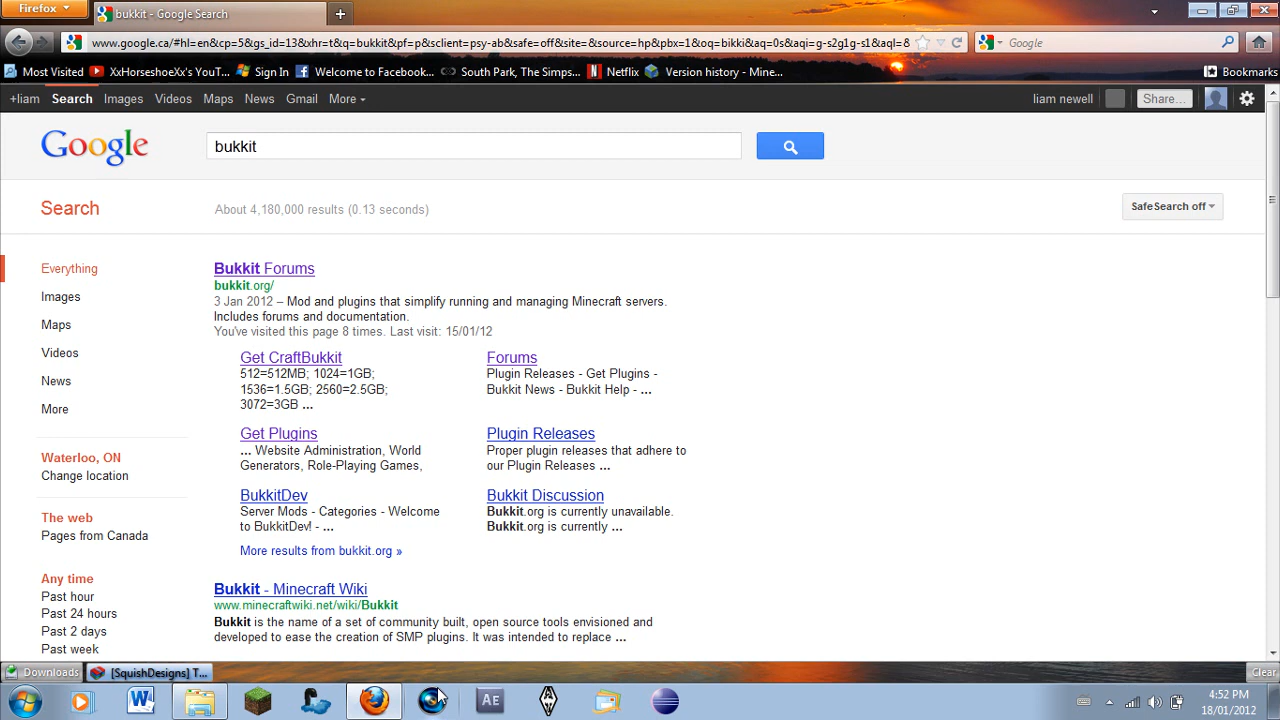 Firefox
bukkit - Google Search
www.google.ca/#hl=en&cp=5&gs_id=13&xhr=t&q=bukkit&pf=p&sclient=psy-ab&safe=off&site=&source=hp&pbx=1&oq=bikki&aq=0s&aqi=g-s2g1g-s1&aql=&
Google
Most Visited
XxHorseshoeXx's YouT...
Sign In
Welcome to Facebook...
South Park, The Simps...
Netflix
Version history - Mine...
Bookmarks
+liam Search Images Videos Maps News Gmail More
liam newell
Share...
Google
bukkit
Search
About 4,180,000 results (0.13 seconds)
SafeSearch off
Everything
Images
Maps
Videos
News
More
Waterloo, ON
Change location
The web
Pages from Canada
Any time
Past hour
Past 24 hours
Past 2 days
Past week
Bukkit Forums
bukkit.org/
3 Jan 2012 – Mod and plugins that simplify running and managing Minecraft servers.
Includes forums and documentation.
You've visited this page 8 times. Last visit: 15/01/12
Get CraftBukkit
512=512MB; 1024=1GB;
1536=1.5GB; 2560=2.5GB;
3072=3GB ...
Forums
Plugin Releases - Get Plugins -
Bukkit News - Bukkit Help - ...
Get Plugins
... Website Administration, World
Generators, Role-Playing Games,
Plugin Releases
Proper plugin releases that adhere to
our Plugin Releases ...
BukkitDev
Server Mods - Categories - Welcome
to BukkitDev! - ...
Bukkit Discussion
Bukkit.org is currently unavailable.
Bukkit.org is currently ...
More results from bukkit.org »
Bukkit - Minecraft Wiki
www.minecraftwiki.net/wiki/Bukkit
Bukkit is the name of a set of community built, open source tools envisioned and
developed to ease the creation of SMP plugins. It was intended to replace ...
Downloads
[SquishDesigns] T...
Clear
W
Ae
4:52 PM
18/01/2012